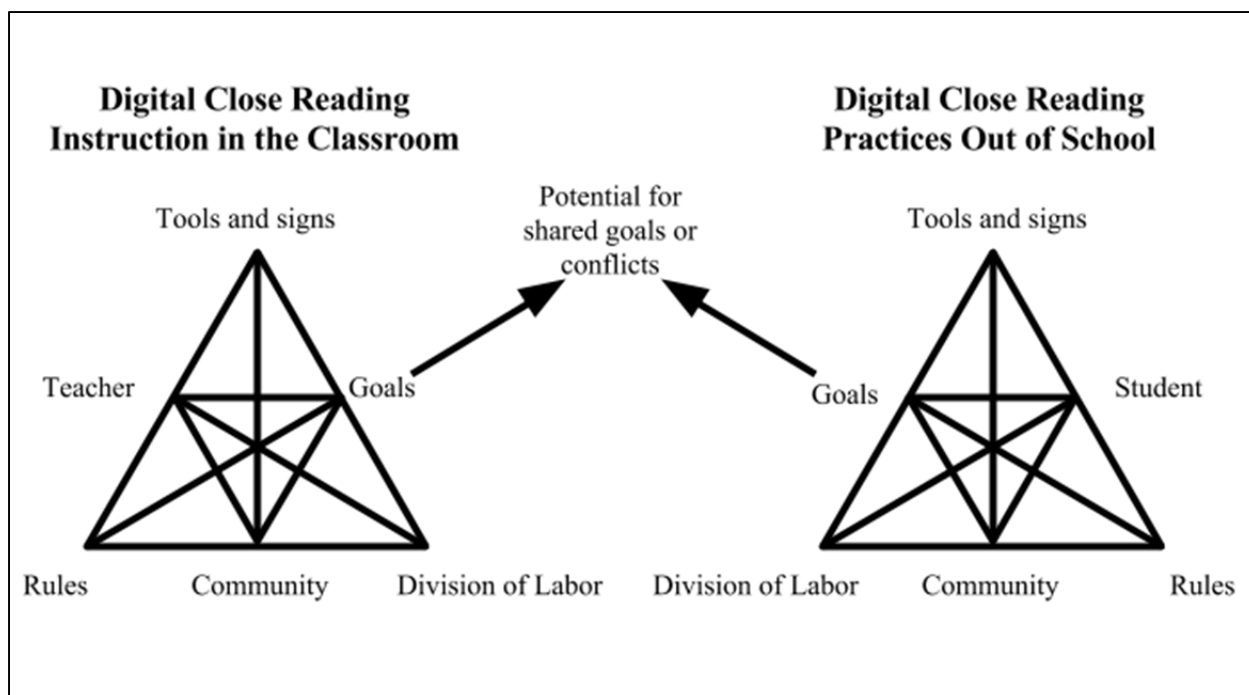 Digital Close Reading
Instruction in the Classroom
Digital Close Reading
Practices Out of School
Potential for
shared goals or
conflicts
Tools and signs
Tools and signs
Teacher
Goals
Goals
Student
Rules
Community
Division of Labor
Division of Labor
Community
Rules